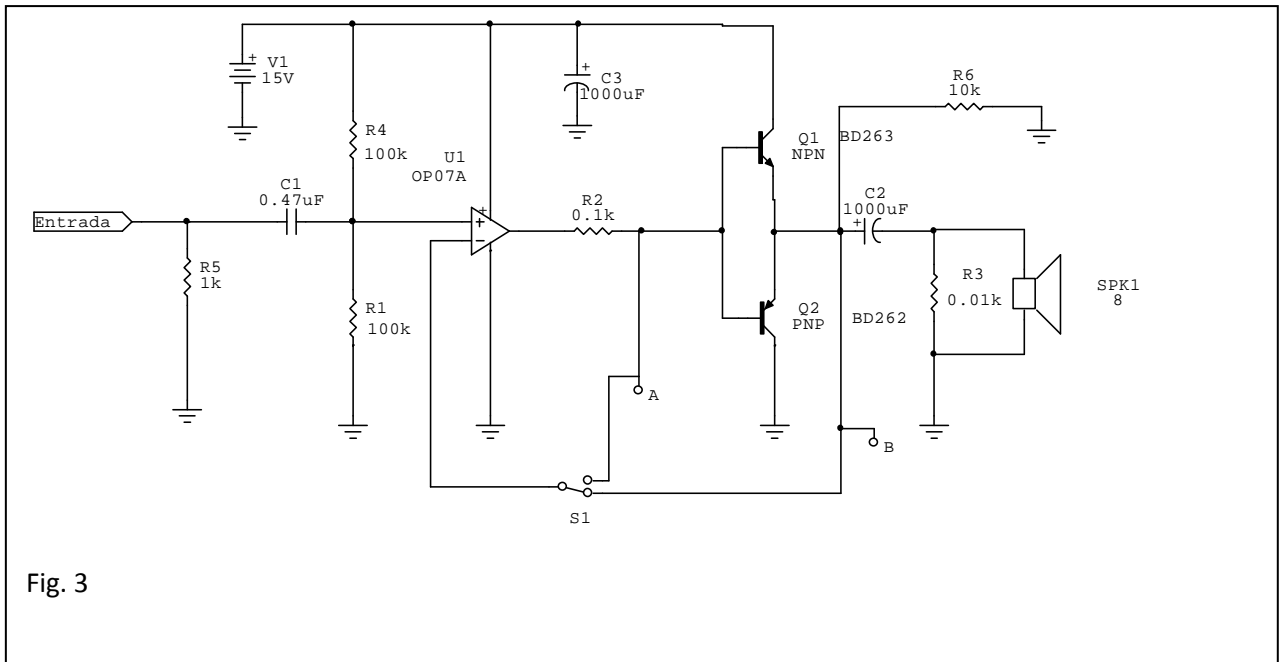 V1
15V
C3
1000uF
R6
10k
R4
100k
U1
OP07A
Q1
NPN
BD263
C1
0.47uF
R2
0.1k
C2
1000uF
Entrada
R5
1k
R1
100k
Q2
PNP
BD262
R3
0.01k
SPK1
8
A
B
S1
Fig. 3